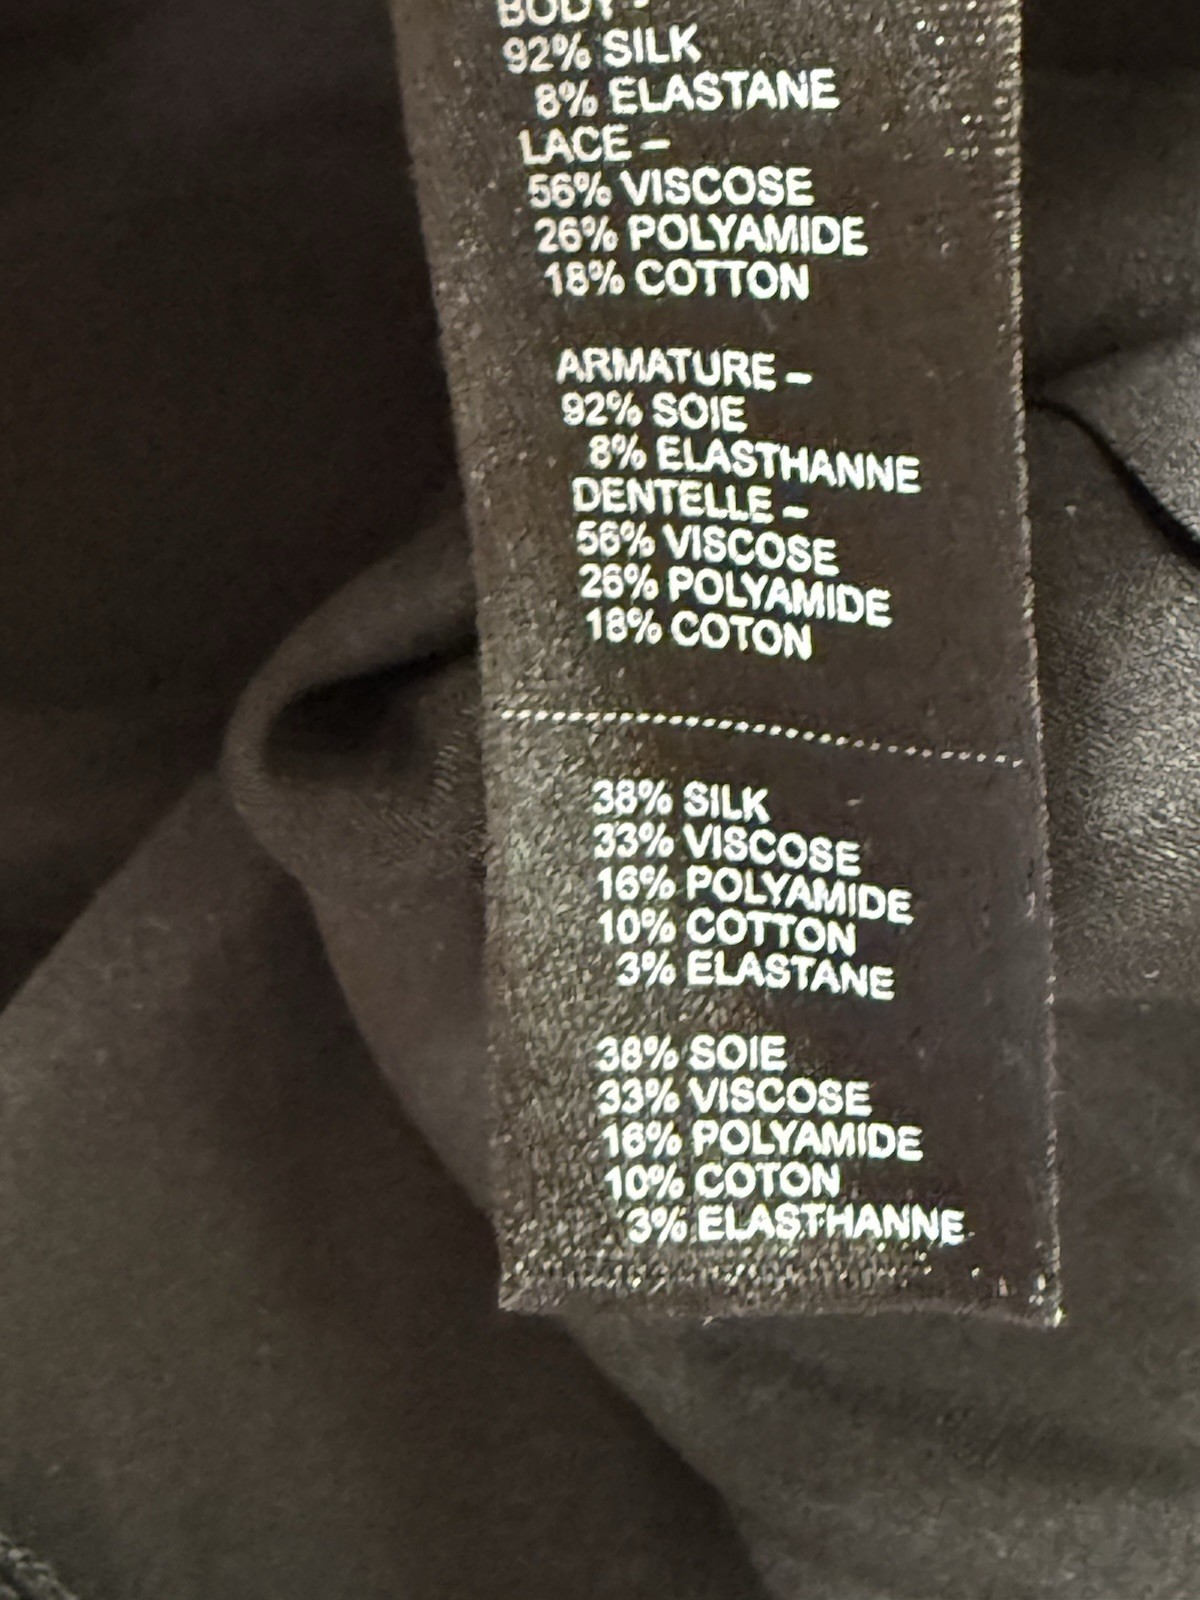 BODY -
92% SILK
8% ELASTANE
LACE –
56% VISCOSE
26% POLYAMIDE
18% COTTON
ARMATURE –
92% SOIE
8% ELASTHANNE
DENTELLE –
56% VISCOSE
26% POLYAMIDE
18% COTON
38% SILK
33% VISCOSE
16% POLYAMIDE
10% COTTON
3% ELASTANE
38% SOIE
33% VISCOSE
16% POLYAMIDE
10% COTON
3% ELASTHANNE